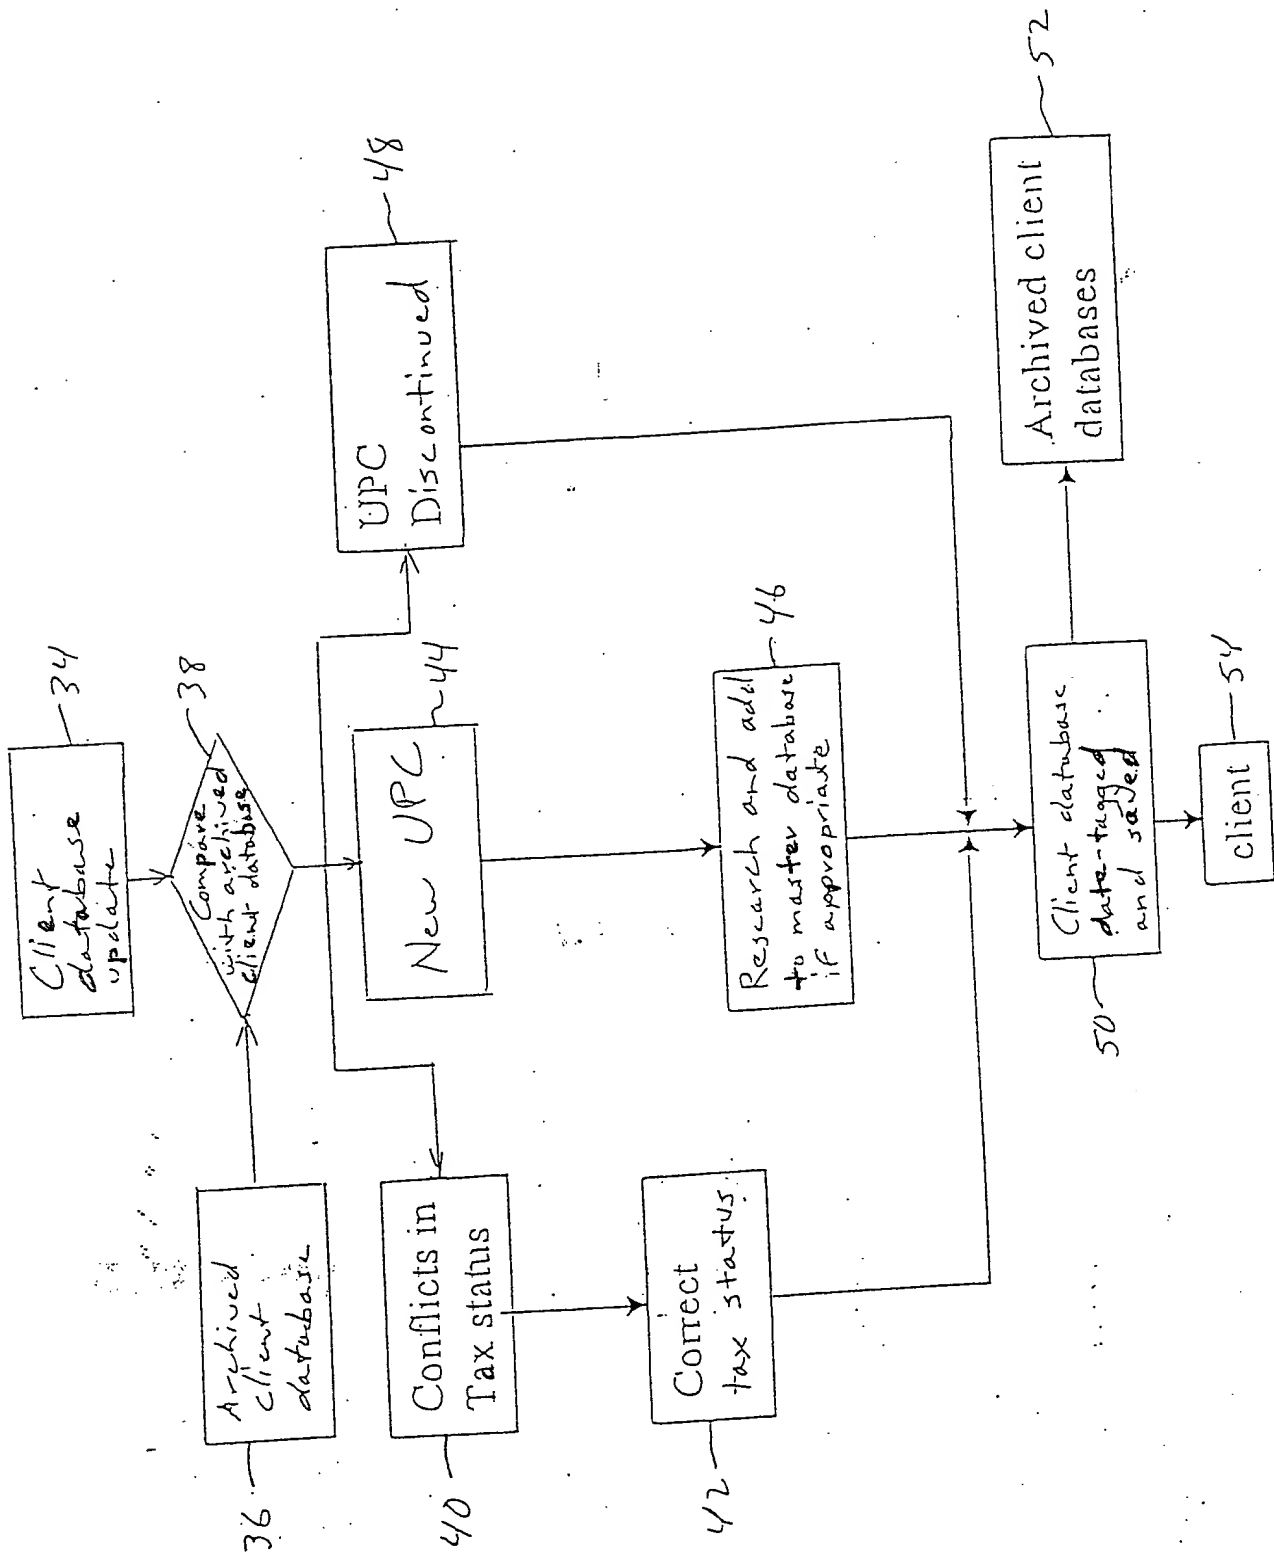 Client
database
update
34
Archived
client
database
36
Compare
with archived
client database
38
Conflicts in
Tax status
40
New UPC
44
UPC
Discontinued
48
Correct
tax status
42
Research and add
to master database
if appropriate
46
Client database
date-tagged
and saved
50
Archived client
databases
52
client
54